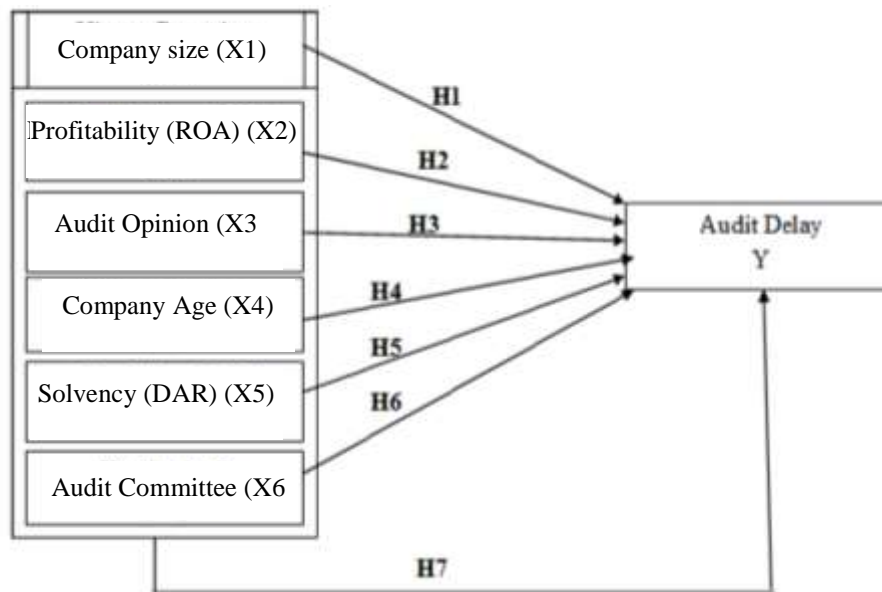 Company size (X1)
Profitability (ROA) (X2)
Audit Opinion (X3
Company Age (X4)
Solvency (DAR) (X5)
Audit Committee (X6
H1
H2
H3
H4
H5
H6
H7
Audit Delay
Y